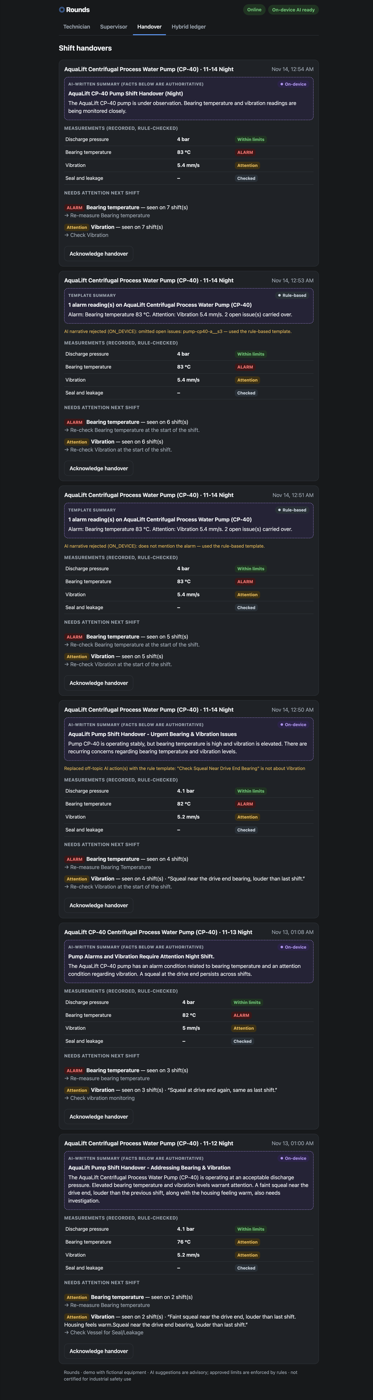 Rounds
Online
On-device AI ready
Technician
Supervisor
Handover
Hybrid ledger
Shift handovers
AquaLift Centrifugal Process Water Pump (CP-40) · 11-14 Night
Nov 14, 12:54 AM
AI-WRITTEN SUMMARY (FACTS BELOW ARE AUTHORITATIVE)
On-device
AquaLift CP-40 Pump Shift Handover (Night)
The AquaLift CP-40 pump is under observation. Bearing temperature and vibration readings are
being monitored closely.
MEASUREMENTS (RECORDED, RULE-CHECKED)
Discharge pressure 4 bar Within limits
Bearing temperature 83 °C ALARM
Vibration 5.4 mm/s Attention
Seal and leakage – Checked
NEEDS ATTENTION NEXT SHIFT
ALARM Bearing temperature — seen on 7 shift(s)
→ Re-measure Bearing temperature
Attention Vibration — seen on 7 shift(s)
→ Check Vibration
Acknowledge handover
AquaLift Centrifugal Process Water Pump (CP-40) · 11-14 Night
Nov 14, 12:53 AM
TEMPLATE SUMMARY
Rule-based
1 alarm reading(s) on AquaLift Centrifugal Process Water Pump (CP-40)
Alarm: Bearing temperature 83 °C. Attention: Vibration 5.4 mm/s. 2 open issue(s) carried over.
AI narrative rejected (ON_DEVICE): omitted open issues: pump-cp40-a__s3 — used the rule-based template.
MEASUREMENTS (RECORDED, RULE-CHECKED)
Discharge pressure 4 bar Within limits
Bearing temperature 83 °C ALARM
Vibration 5.4 mm/s Attention
Seal and leakage – Checked
NEEDS ATTENTION NEXT SHIFT
ALARM Bearing temperature — seen on 6 shift(s)
→ Re-check Bearing temperature at the start of the shift.
Attention Vibration — seen on 6 shift(s)
→ Re-check Vibration at the start of the shift.
Acknowledge handover
AquaLift Centrifugal Process Water Pump (CP-40) · 11-14 Night
Nov 14, 12:51 AM
TEMPLATE SUMMARY
Rule-based
1 alarm reading(s) on AquaLift Centrifugal Process Water Pump (CP-40)
Alarm: Bearing temperature 83 °C. Attention: Vibration 5.4 mm/s. 2 open issue(s) carried over.
AI narrative rejected (ON_DEVICE): does not mention the alarm — used the rule-based template.
MEASUREMENTS (RECORDED, RULE-CHECKED)
Discharge pressure 4 bar Within limits
Bearing temperature 83 °C ALARM
Vibration 5.4 mm/s Attention
Seal and leakage – Checked
NEEDS ATTENTION NEXT SHIFT
ALARM Bearing temperature — seen on 5 shift(s)
→ Re-check Bearing temperature at the start of the shift.
Attention Vibration — seen on 5 shift(s)
→ Re-check Vibration at the start of the shift.
Acknowledge handover
AquaLift Centrifugal Process Water Pump (CP-40) · 11-14 Night
Nov 14, 12:50 AM
AI-WRITTEN SUMMARY (FACTS BELOW ARE AUTHORITATIVE)
On-device
AquaLift Pump Shift Handover - Urgent Bearing & Vibration Issues
Pump CP-40 is operating stably, but bearing temperature is high and vibration is elevated. There are
recurring concerns regarding bearing temperature and vibration levels.
Replaced off-topic AI action(s) with the rule template: "Check Squeal Near Drive End Bearing" is not about Vibration
MEASUREMENTS (RECORDED, RULE-CHECKED)
Discharge pressure 4.1 bar Within limits
Bearing temperature 82 °C ALARM
Vibration 5.2 mm/s Attention
Seal and leakage – Checked
NEEDS ATTENTION NEXT SHIFT
ALARM Bearing temperature — seen on 4 shift(s)
→ Re-measure Bearing Temperature
Attention Vibration — seen on 4 shift(s) · "Squeal near the drive end bearing, louder than last shift."
→ Re-check Vibration at the start of the shift.
Acknowledge handover
AquaLift CP-40 Centrifugal Process Water Pump (CP-40) · 11-13 Night
Nov 13, 01:08 AM
AI-WRITTEN SUMMARY (FACTS BELOW ARE AUTHORITATIVE)
On-device
Pump Alarms and Vibration Require Attention Night Shift.
The AquaLift CP-40 pump has an alarm condition related to bearing temperature and an attention
condition regarding vibration. A squeal at the drive end persists across shifts.
MEASUREMENTS (RECORDED, RULE-CHECKED)
Discharge pressure 4 bar Within limits
Bearing temperature 82 °C ALARM
Vibration 5 mm/s Attention
Seal and leakage – Checked
NEEDS ATTENTION NEXT SHIFT
ALARM Bearing temperature — seen on 3 shift(s)
→ Re-measure bearing temperature
Attention Vibration — seen on 3 shift(s) · "Squeal at drive end again, same as last shift."
→ Check vibration monitoring
Acknowledge handover
AquaLift Centrifugal Process Water Pump (CP-40) · 11-12 Night
Nov 13, 01:00 AM
AI-WRITTEN SUMMARY (FACTS BELOW ARE AUTHORITATIVE)
On-device
AquaLift Pump Shift Handover - Addressing Bearing & Vibration
The AquaLift Centrifugal Process Water Pump (CP-40) is operating at an acceptable discharge
pressure. Elevated bearing temperature and vibration levels warrant attention. A faint squeal near the
drive end, louder than the previous shift, along with the housing feeling warm, also needs
investigation.
MEASUREMENTS (RECORDED, RULE-CHECKED)
Discharge pressure 4.1 bar Within limits
Bearing temperature 76 °C Attention
Vibration 5.2 mm/s Attention
Seal and leakage – Checked
NEEDS ATTENTION NEXT SHIFT
Attention Bearing temperature — seen on 2 shift(s)
→ Re-measure Bearing temperature
Attention Vibration — seen on 2 shift(s) · "Faint squeal near the drive end, louder than last shift.
Housing feels warm.Squeal near the drive end bearing, louder than last shift."
→ Check Vessel for Seal/Leakage
Acknowledge handover
Rounds · demo with fictional equipment · AI suggestions are advisory; approved limits are enforced by rules · not
certified for industrial safety use